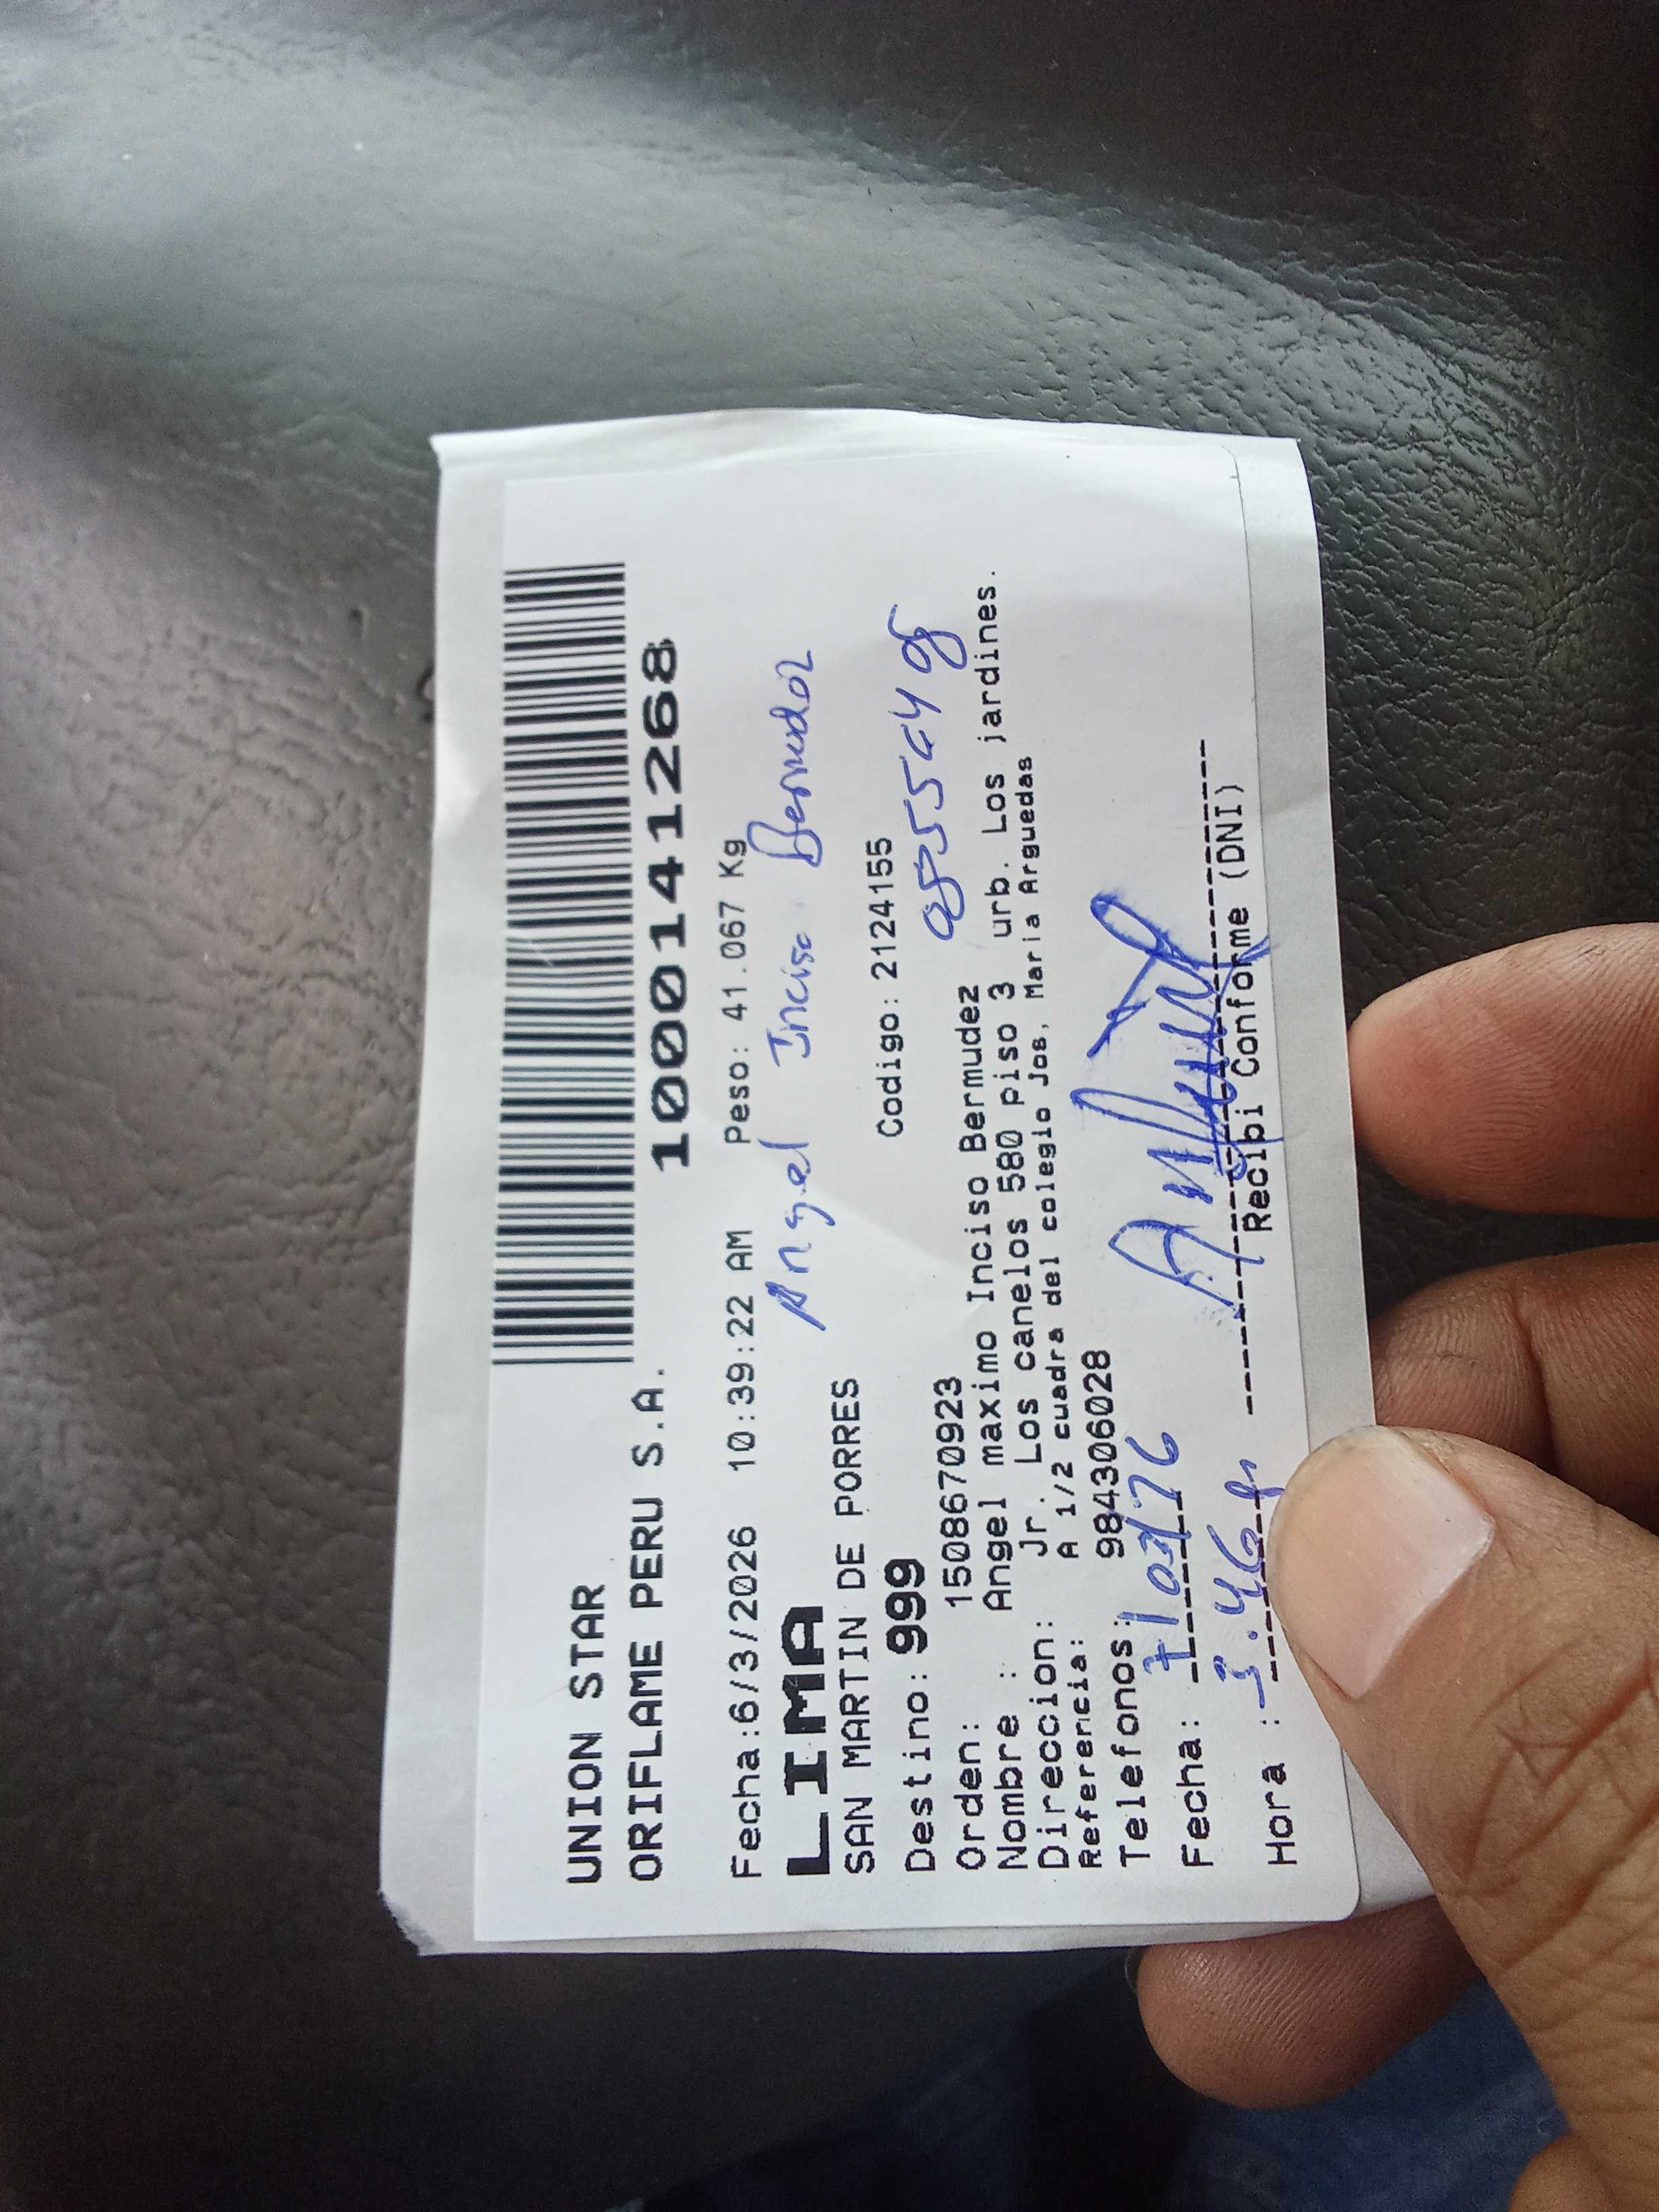 UNION STAR
ORIFLAME PERU S.A.
1000141268
Fecha:6/3/2026 10:39:22 AM Peso: 41.067 Kg
Angel Inciso Bermudez
LIMA
SAN MARTIN DE PORRES
Destino: 999 Codigo: 2124155
Orden: 1508670923
Nombre : Angel maximo Inciso Bermudez
Direccion: Jr. Los canelos 580 piso 3 urb. Los jardines.
Referencia: A 1/2 cuadra del colegio Jos, Maria Arguedas
Telefonos: 984306028
Fecha:
Hora : 3.46 p
Recibi Conforme (DNI)